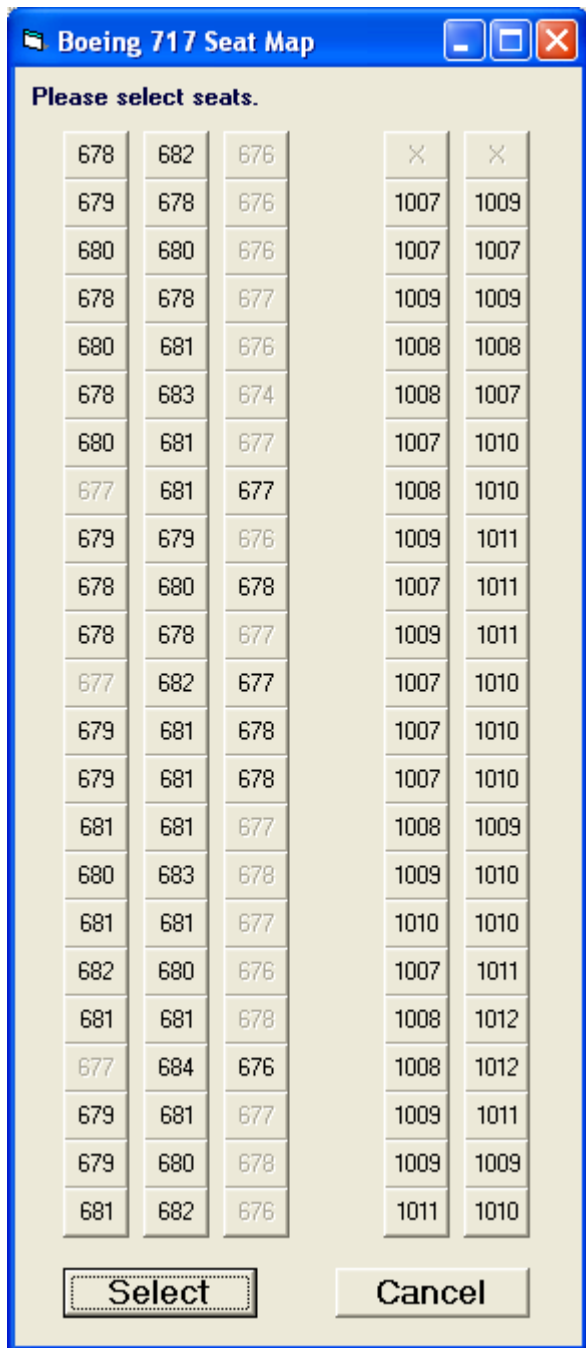 Boeing 717 Seat Map
Please select seats.
678 682 676 X X
679 678 676 1007 1009
680 680 676 1007 1007
678 678 677 1009 1009
680 681 676 1008 1008
678 683 674 1008 1007
680 681 677 1007 1010
677 681 677 1008 1010
679 679 676 1009 1011
678 680 678 1007 1011
678 678 677 1009 1011
677 682 677 1007 1010
679 681 678 1007 1010
679 681 678 1007 1010
681 681 677 1008 1009
680 683 678 1009 1010
681 681 677 1010 1010
682 680 676 1007 1011
681 681 678 1008 1012
677 684 676 1008 1012
679 681 677 1009 1011
679 680 678 1009 1009
681 682 676 1011 1010
Select Cancel